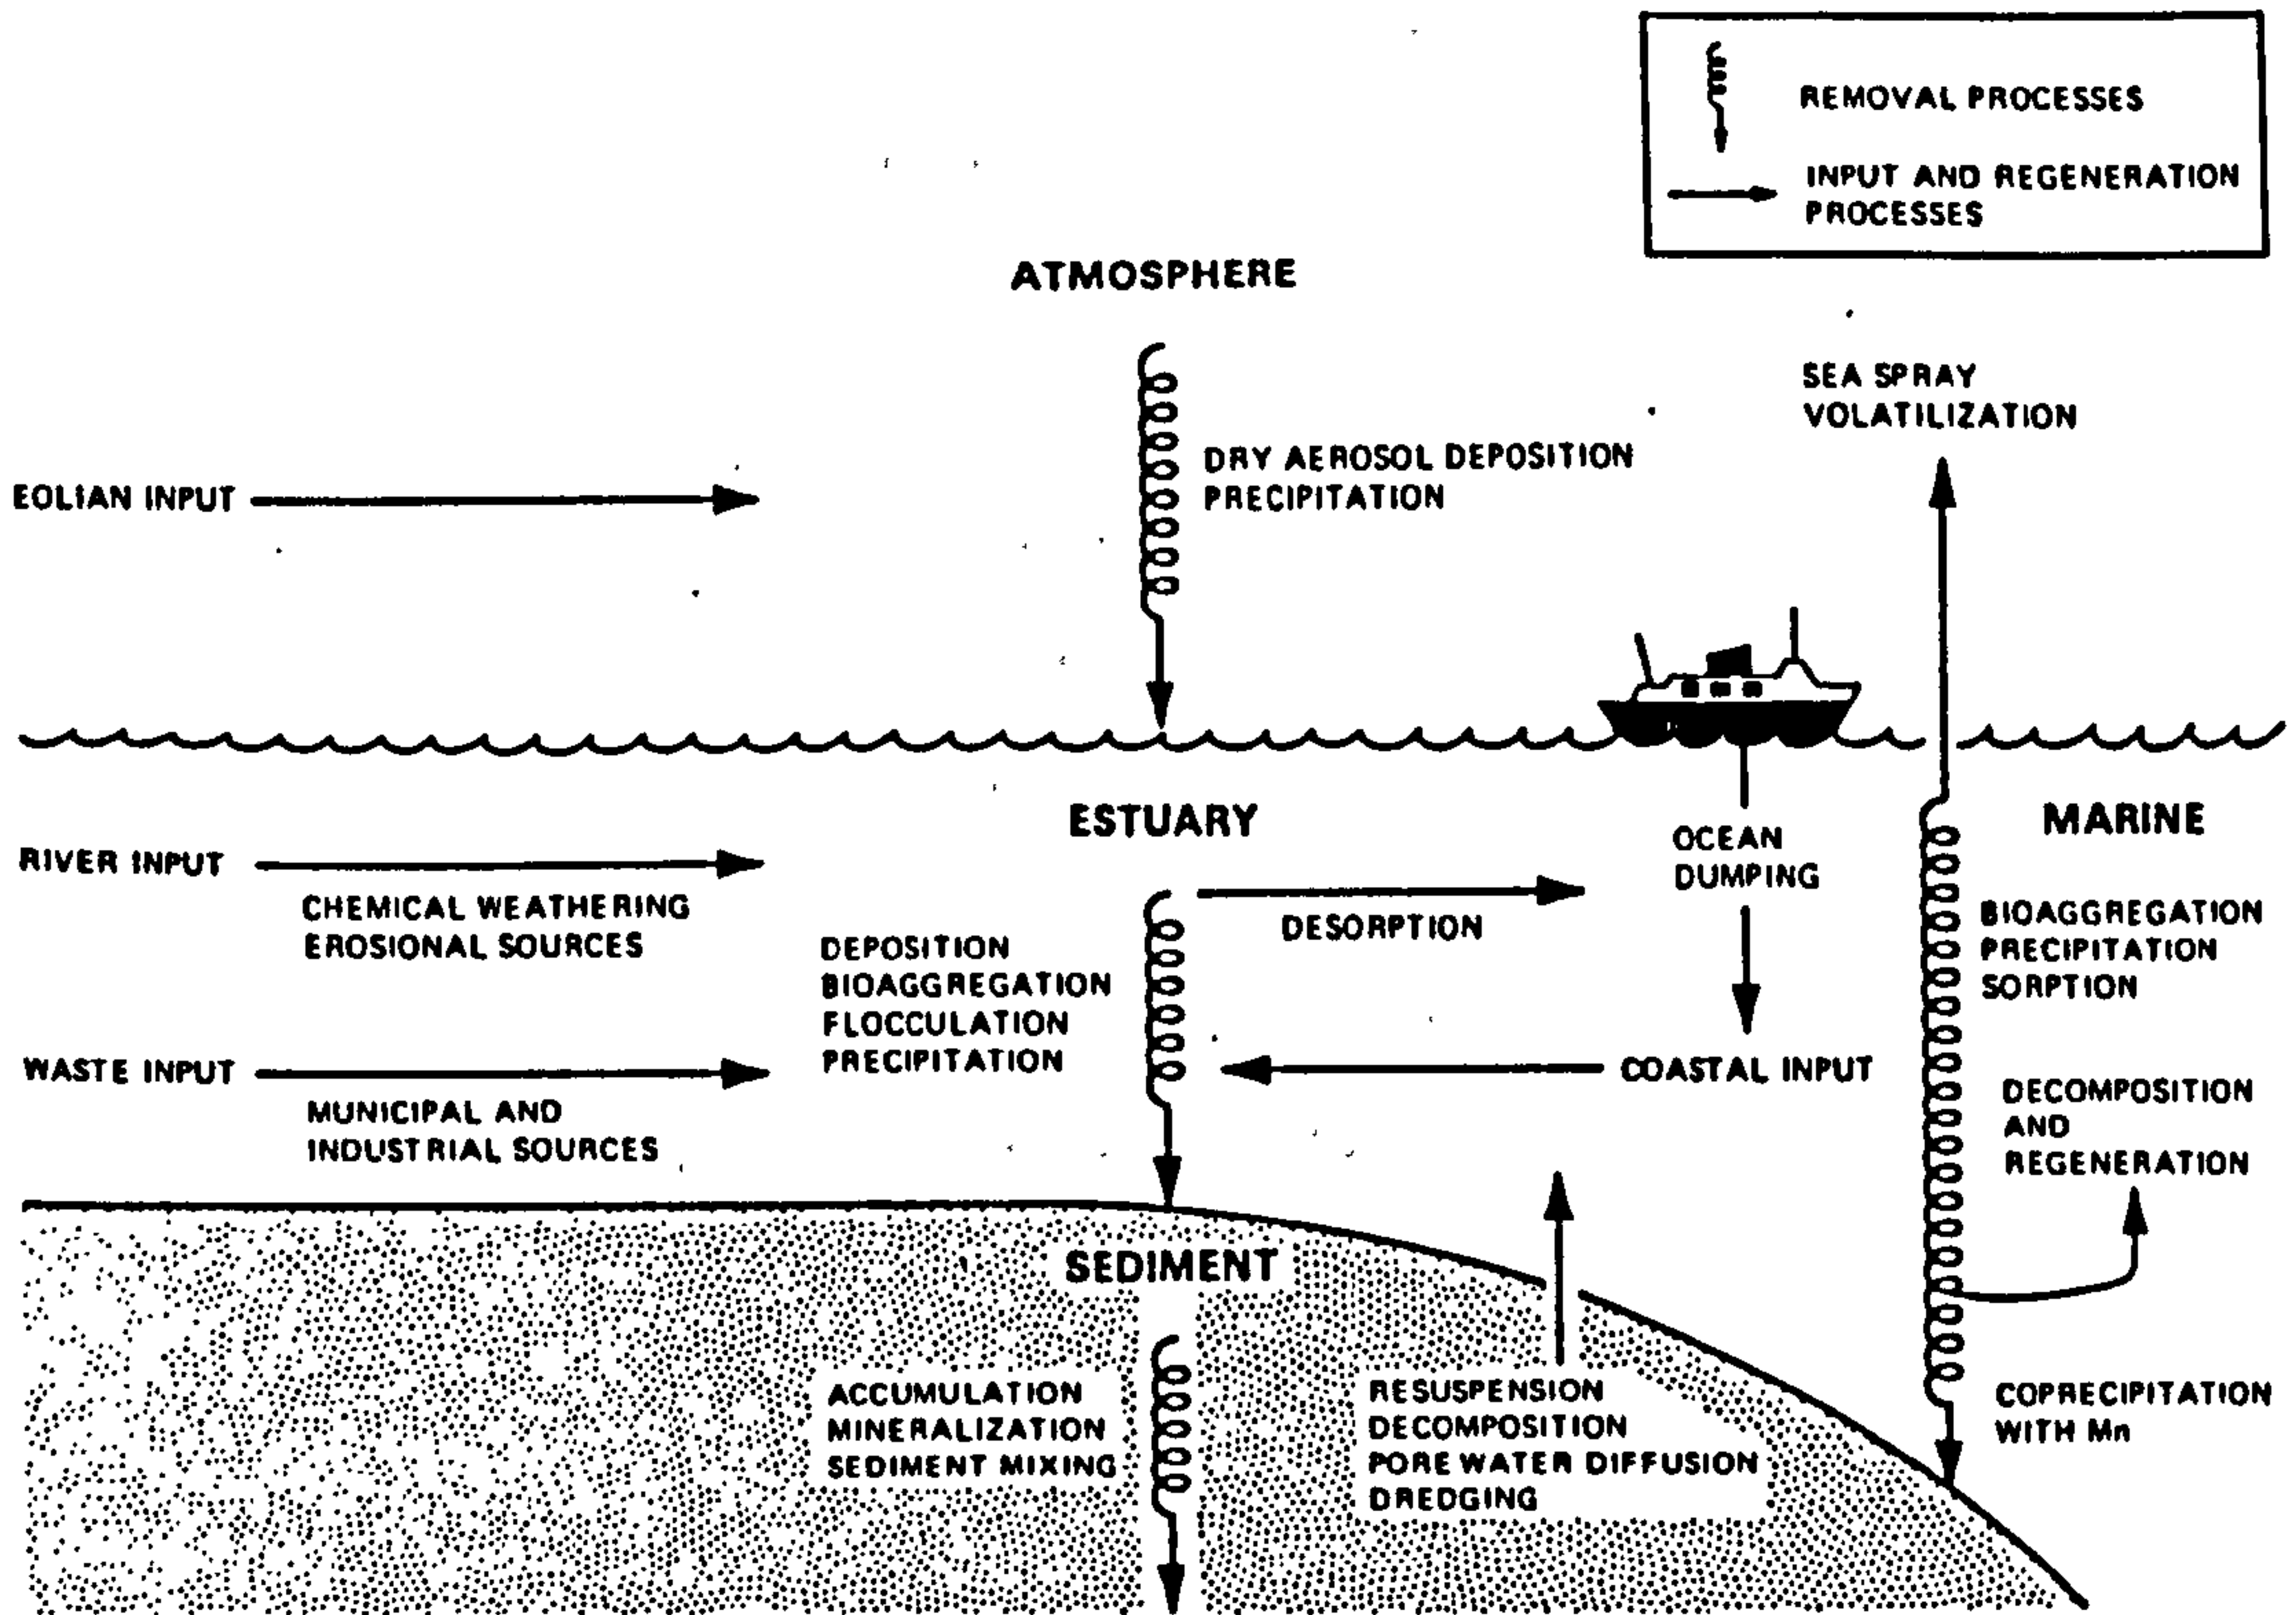 REMOVAL PROCESSES
INPUT AND REGENERATION
PROCESSES
ATMOSPHERE
SEA SPRAY
VOLATILIZATION
DRY AEROSOL DEPOSITION
PRECIPITATION
EOLIAN INPUT
ESTUARY
MARINE
RIVER INPUT
CHEMICAL WEATHERING
EROSIONAL SOURCES
OCEAN
DUMPING
DESORPTION
DEPOSITION
BIOAGGREGATION
FLOCCULATION
PRECIPITATION
BIOAGGREGATION
PRECIPITATION
SORPTION
WASTE INPUT
MUNICIPAL AND
INDUSTRIAL SOURCES
COASTAL INPUT
DECOMPOSITION
AND
REGENERATION
SEDIMENT
ACCUMULATION
MINERALIZATION
SEDIMENT MIXING
RESUSPENSION
DECOMPOSITION
PORE WATER DIFFUSION
DREDGING
COPRECIPITATION
WITH Mn